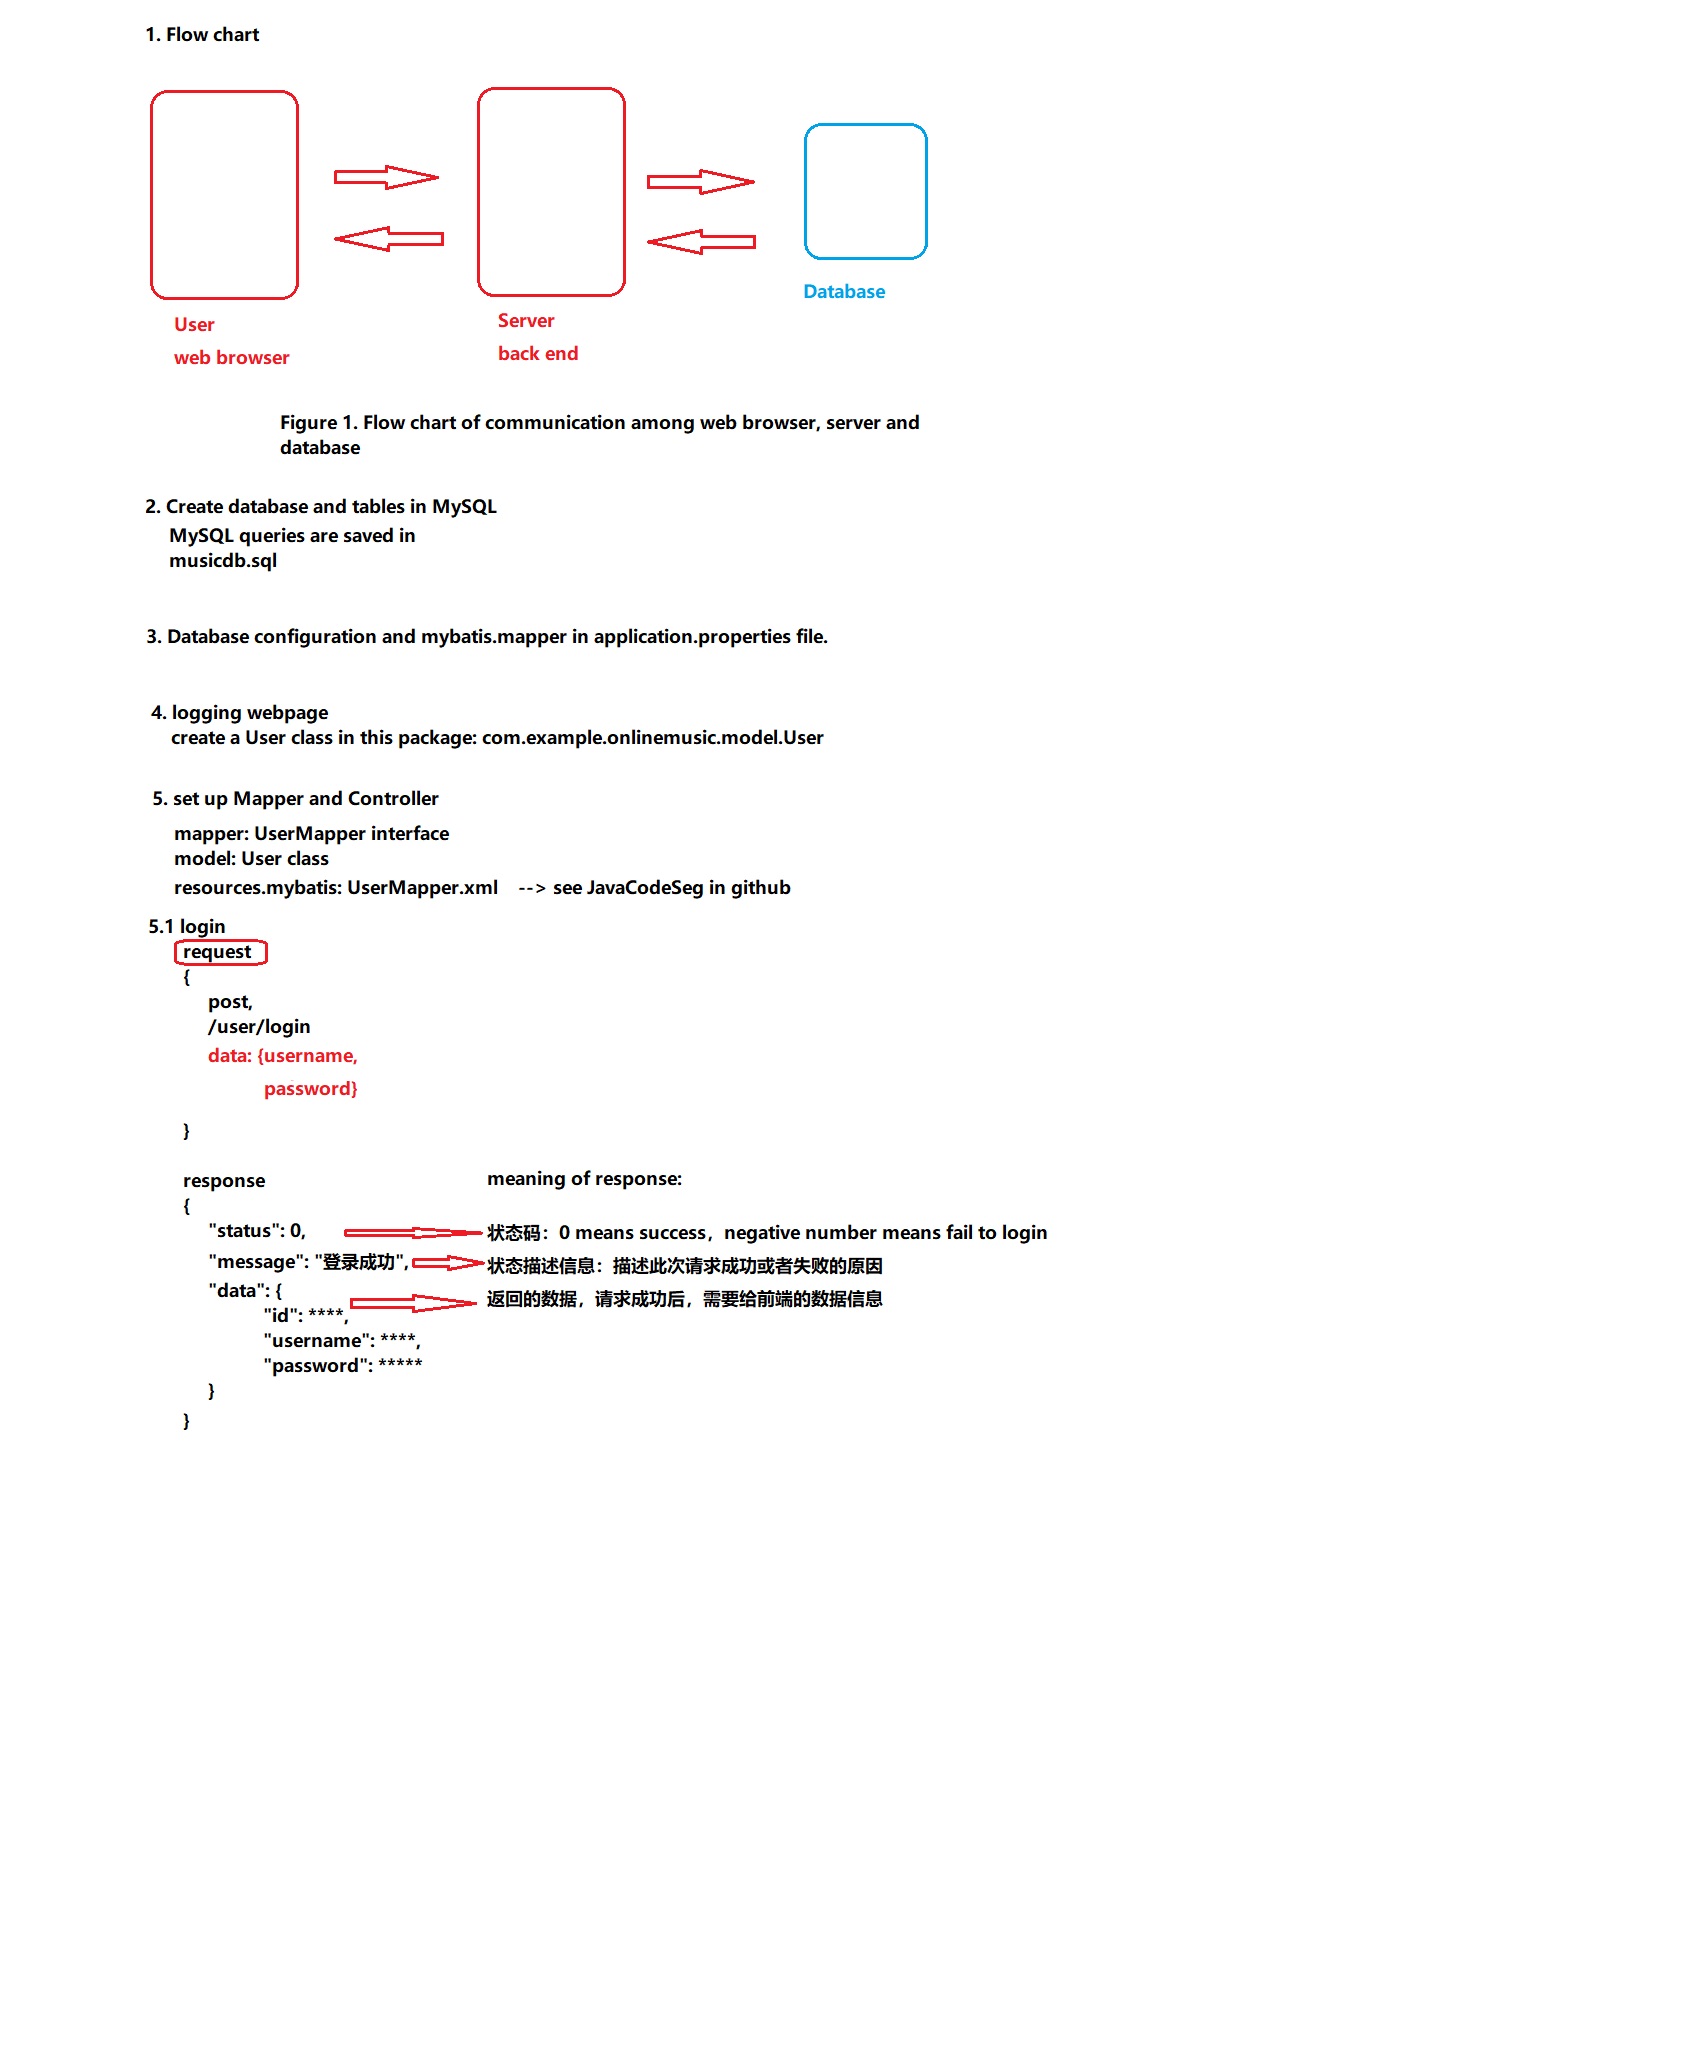 1. Flow chart
User
web browser
Server
back end
Database
Figure 1. Flow chart of communication among web browser, server and
database
2. Create database and tables in MySQL
MySQL queries are saved in
musicdb.sql
3. Database configuration and mybatis.mapper in application.properties file.
4. logging webpage
create a User class in this package: com.example.onlinemusic.model.User
5. set up Mapper and Controller
mapper: UserMapper interface
model: User class
resources.mybatis: UserMapper.xml --> see JavaCodeSeg in github
5.1 login
request
{
post,
/user/login
data: {username,
password}
}
response
{
"status": 0,
"message": "登录成功",
"data": {
"id": ****,
"username": ****,
"password": *****
}
}
meaning of response:
状态码：0 means success，negative number means fail to login
状态描述信息：描述此次请求成功或者失败的原因
返回的数据，请求成功后，需要给前端的数据信息